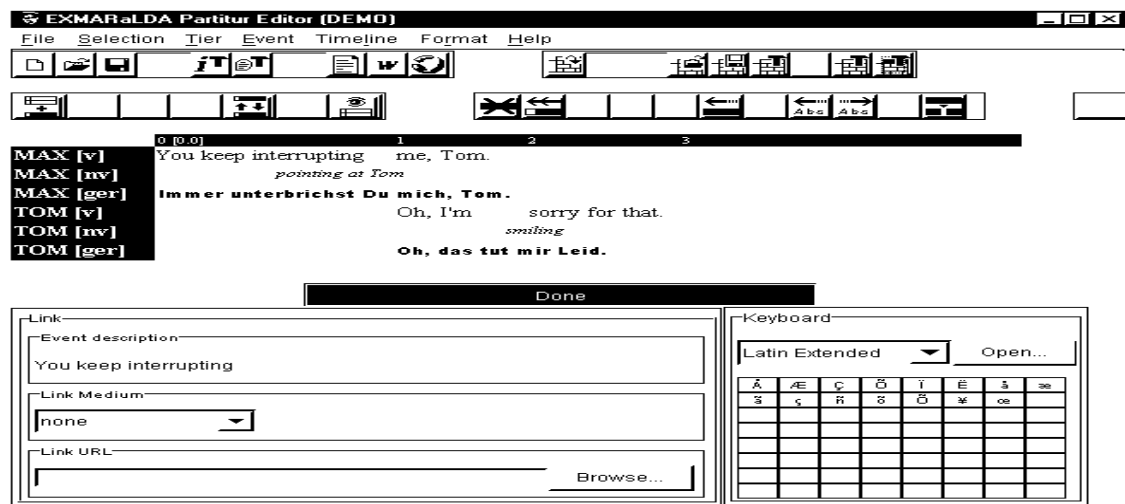 EXMARaLDA Partitur Editor (DEMO)
File Selection Tier Event Timeline Format Help
0 [0.0] 1 2 3
MAX [v] You keep interrupting me, Tom.
MAX [nv] pointing at Tom
MAX [ger] Immer unterbrichst Du mich, Tom.
TOM [v] Oh, I'm sorry for that.
TOM [nv] smiling
TOM [ger] Oh, das tut mir Leid.
Done
Link
Event description
You keep interrupting
Link Medium
none
Link URL
Browse...
Keyboard
Latin Extended Open...